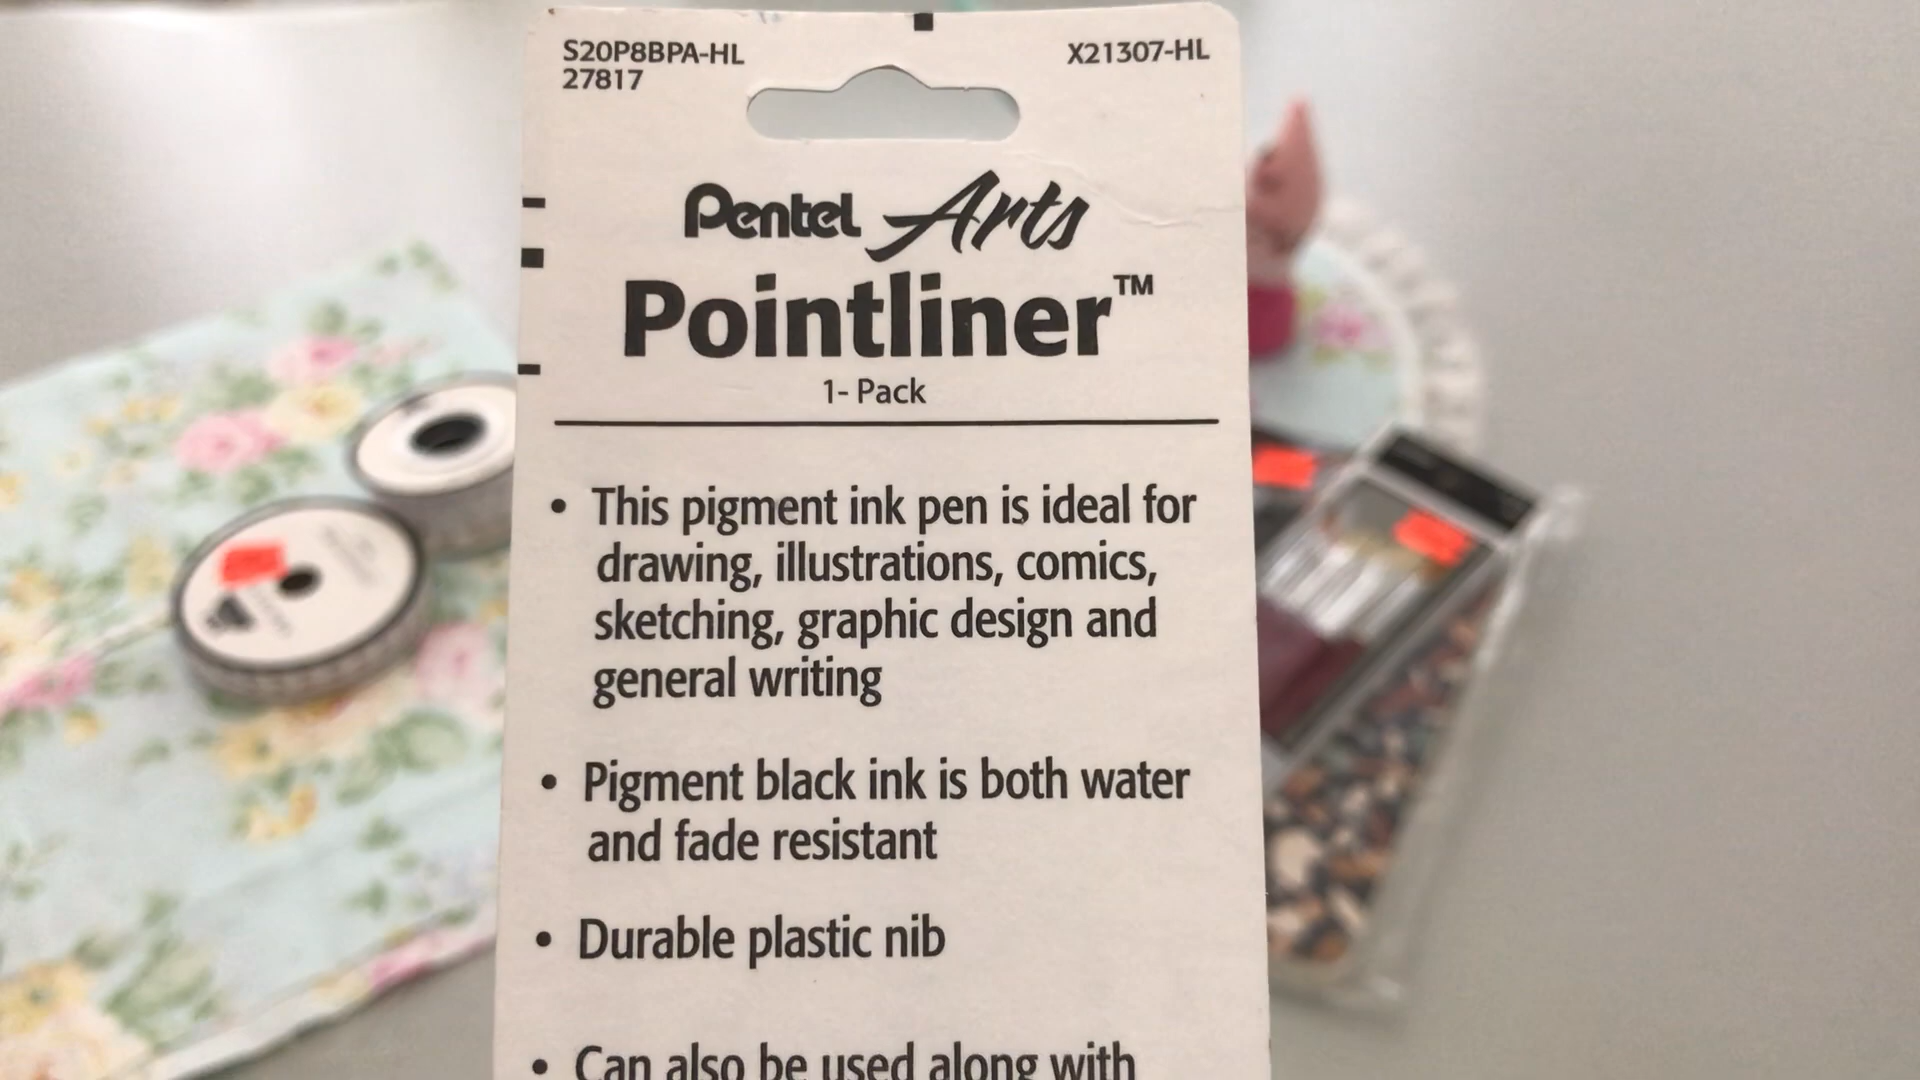 S20P8BPA-HL
27817
X21307-HL
Pentel Arts
Pointliner™
1- Pack
• This pigment ink pen is ideal for
drawing, illustrations, comics,
sketching, graphic design and
general writing
• Pigment black ink is both water
and fade resistant
• Durable plastic nib
• Can also be used along with